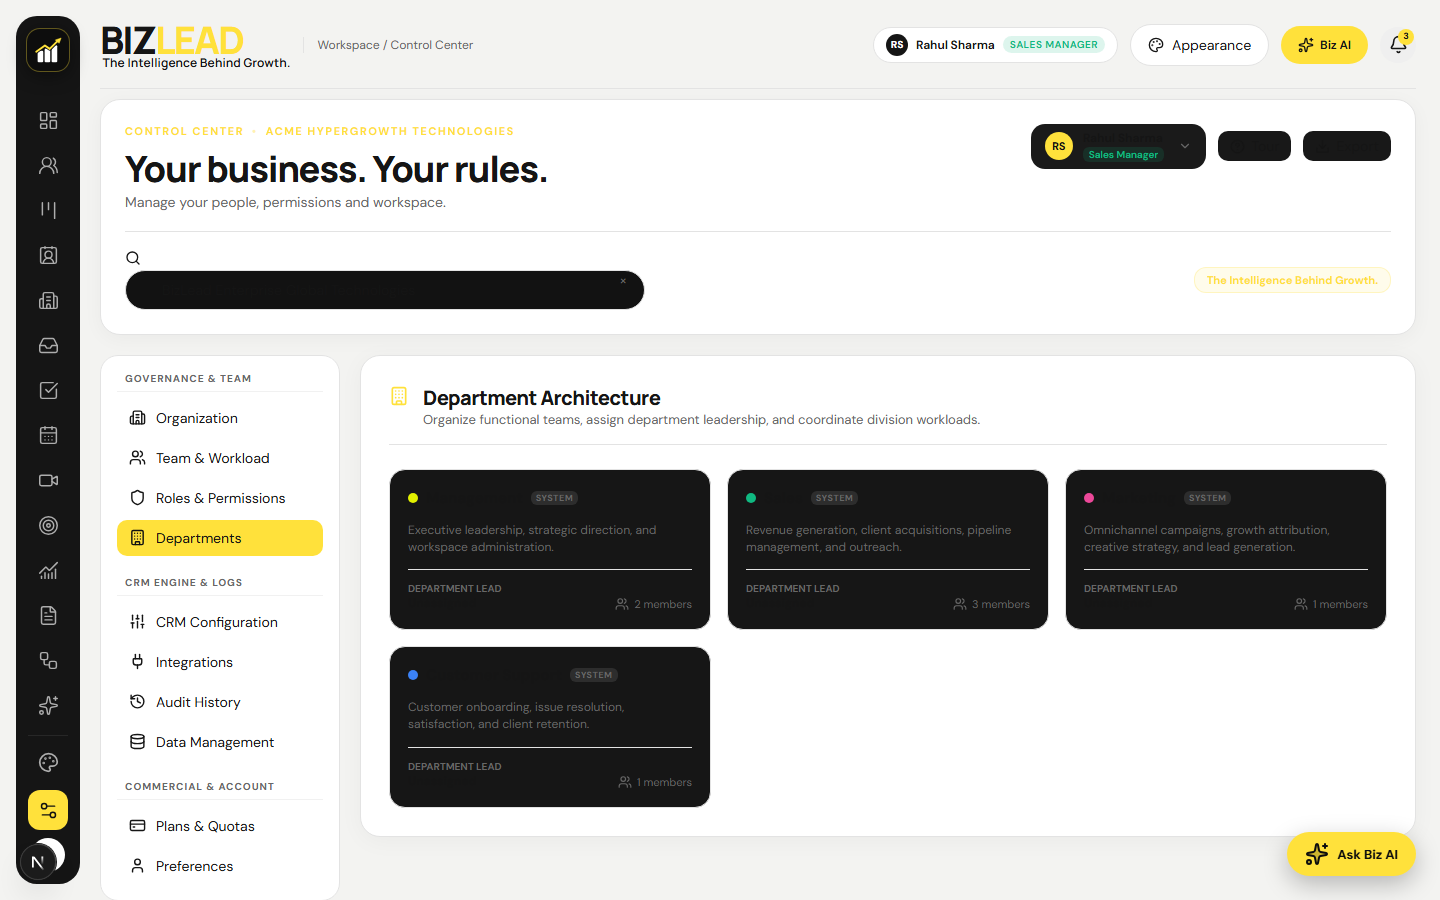 BIZLEAD
The Intelligence Behind Growth.
Workspace / Control Center
RS Rahul Sharma SALES MANAGER
Appearance
Biz AI
3
CONTROL CENTER · ACME HYPERGROWTH TECHNOLOGIES
Your business. Your rules.
Manage your people, permissions and workspace.
RS
Sales Manager
×
The Intelligence Behind Growth.
GOVERNANCE & TEAM
Organization
Team & Workload
Roles & Permissions
Departments
CRM ENGINE & LOGS
CRM Configuration
Integrations
Audit History
Data Management
COMMERCIAL & ACCOUNT
Plans & Quotas
Preferences
Department Architecture
Organize functional teams, assign department leadership, and coordinate division workloads.
SYSTEM
Executive leadership, strategic direction, and
workspace administration.
DEPARTMENT LEAD
2 members
SYSTEM
Revenue generation, client acquisitions, pipeline
management, and outreach.
DEPARTMENT LEAD
3 members
SYSTEM
Omnichannel campaigns, growth attribution,
creative strategy, and lead generation.
DEPARTMENT LEAD
1 members
SYSTEM
Customer onboarding, issue resolution,
satisfaction, and client retention.
DEPARTMENT LEAD
1 members
N
Ask Biz AI